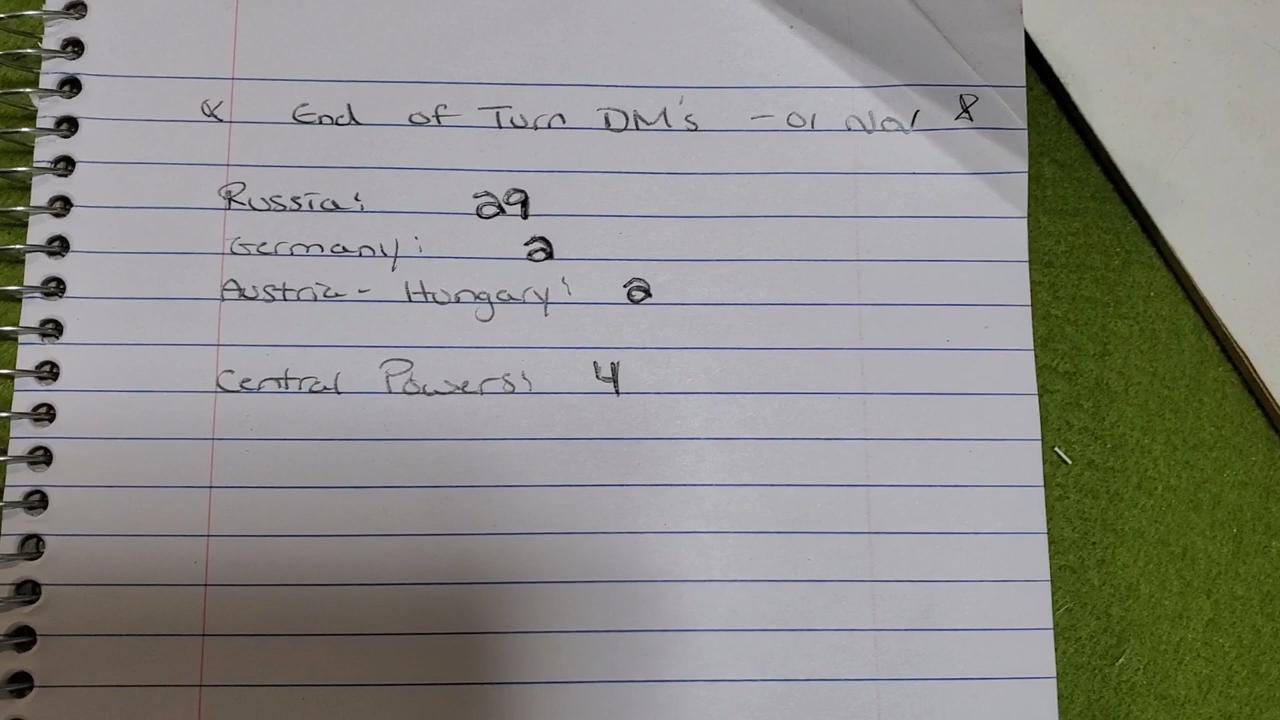 & End of Turn DM's - 01 Nov &
Russia: 29
Germany: 2
Austria - Hungary: 2
Central Powers: 4